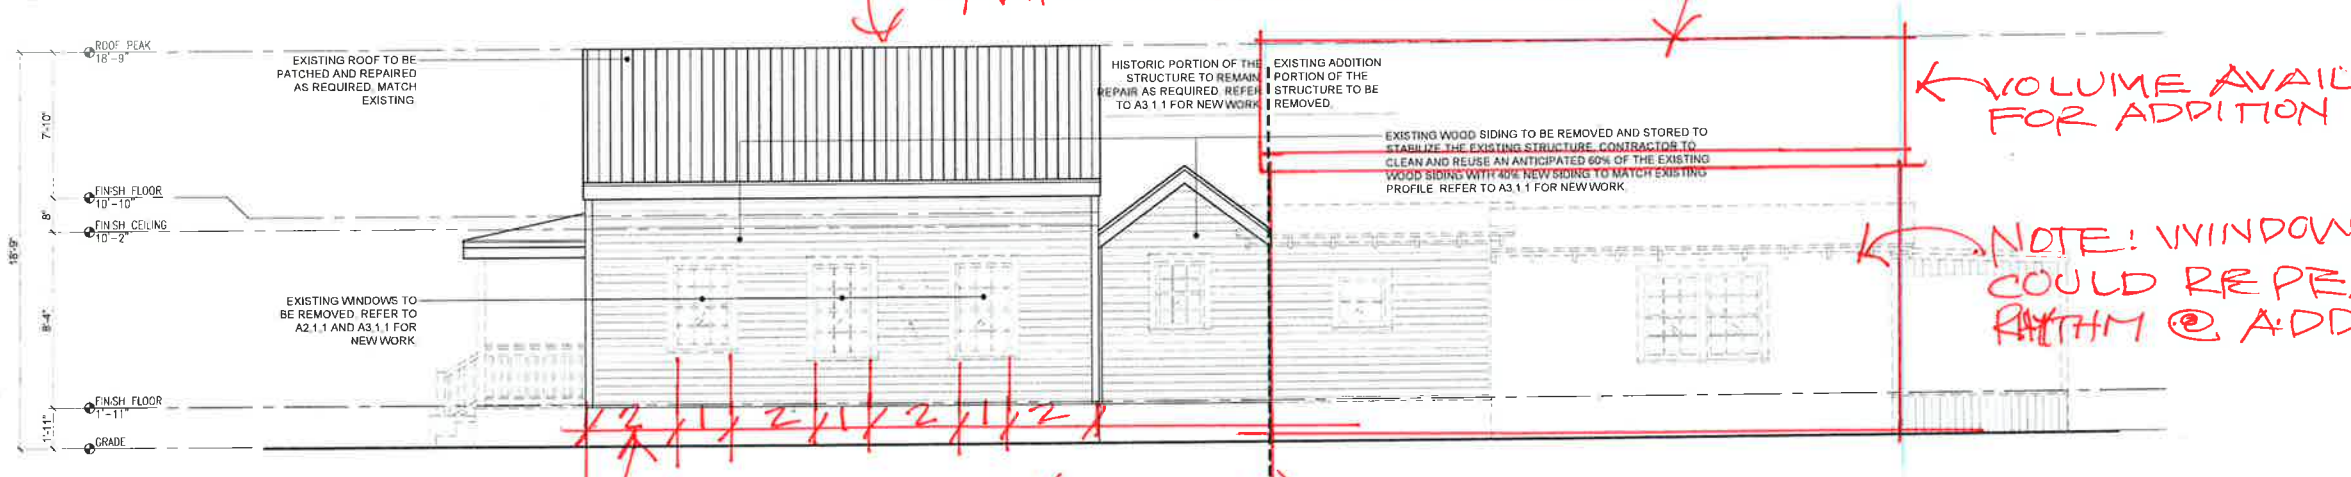 ROOF PEAK
18'-9"
EXISTING ROOF TO BE
PATCHED AND REPAIRED
AS REQUIRED, MATCH
EXISTING
HISTORIC PORTION OF THE
STRUCTURE TO REMAIN
REPAIR AS REQUIRED, REFER
TO A3.1.1 FOR NEW WORK
EXISTING ADDITION
PORTION OF THE
STRUCTURE TO BE
REMOVED.
VOLUME AVAIL
FOR ADDITION
7'-10"
EXISTING WOOD SIDING TO BE REMOVED AND STORED TO
STABILIZE THE EXISTING STRUCTURE, CONTRACTOR TO
CLEAN AND REUSE AN ANTICIPATED 60% OF THE EXISTING
WOOD SIDING WITH 40% NEW SIDING TO MATCH EXISTING
PROFILE. REFER TO A3.1.1 FOR NEW WORK.
FINISH FLOOR
10'-10"
8"
FINISH CEILING
10'-2"
18'-9"
NOTE: WINDOW
COULD REPE
RHYTHM @ ADD
EXISTING WINDOWS TO
BE REMOVED. REFER TO
A2.1.1 AND A3.1.1 FOR
NEW WORK
8'-4"
FINISH FLOOR
1'-11"
1'-11"
2 1 2 1 2 1 2
GRADE